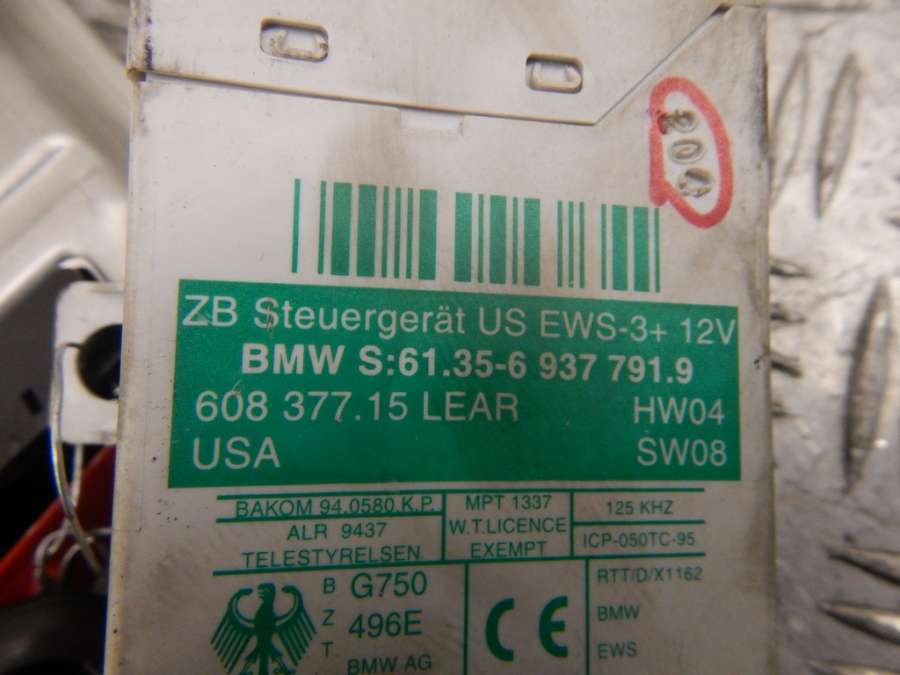 ZB Steuergerät US EWS-3+ 12V
BMW S:61.35-6 937 791.9
608 377.15 LEAR HW04
USA SW08
BAKOM 94.0580.K.P.
ALR 9437
TELESTYRELSEN
MPT 1337
W.T.LICENCE
EXEMPT
125 KHZ
ICP-050TC-95
BZT
G750
496E
BMW AG
CE
RTT/D/X1162
BMW
EWS